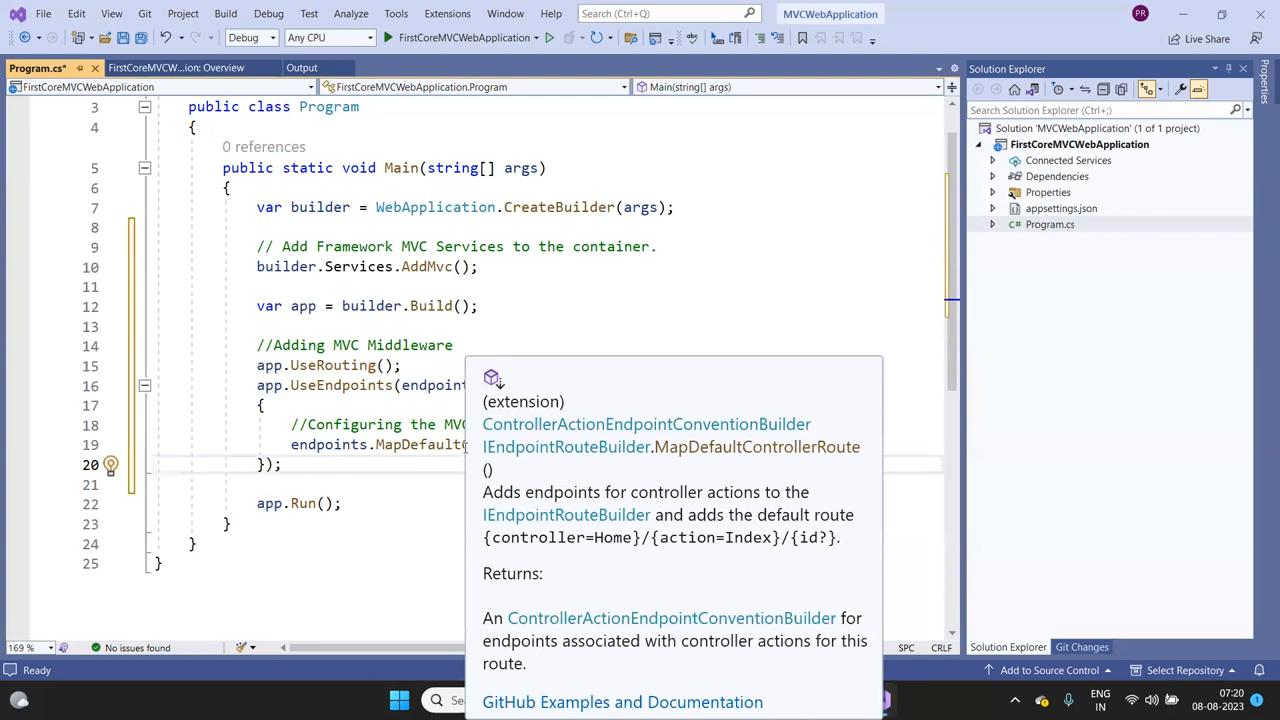 File Edit View Git Project Build Debug Test Analyze Tools Extensions Window Help Search (Ctrl+Q) MVCWebApplication PR
Debug Any CPU FirstCoreMVCWebApplication Live Share
Program.cs* FirstCoreMVCW...ion: Overview Output
FirstCoreMVCWebApplication FirstCoreMVCWebApplication.Program Main(string[] args)
3 public class Program
4 {
0 references
5 public static void Main(string[] args)
6 {
7 var builder = WebApplication.CreateBuilder(args);
8
9 // Add Framework MVC Services to the container.
10 builder.Services.AddMvc();
11
12 var app = builder.Build();
13
14 //Adding MVC Middleware
15 app.UseRouting();
16 app.UseEndpoints(endpoint
17 {
18 //Configuring the MVC
19 endpoints.MapDefault
20 });
21
22 app.Run();
23 }
24 }
25 }
(extension)
ControllerActionEndpointConventionBuilder
IEndpointRouteBuilder.MapDefaultControllerRoute
()
Adds endpoints for controller actions to the
IEndpointRouteBuilder and adds the default route
{controller=Home}/{action=Index}/{id?}.
Returns:
An ControllerActionEndpointConventionBuilder for
endpoints associated with controller actions for this
route.
GitHub Examples and Documentation
Solution Explorer
Search Solution Explorer (Ctrl+;)
Solution 'MVCWebApplication' (1 of 1 project)
FirstCoreMVCWebApplication
Connected Services
Dependencies
Properties
appsettings.json
C# Program.cs
Properties
169 % No issues found SPC CRLF
Solution Explorer Git Changes
Ready Add to Source Control Select Repository
ENG
IN
07:20
08-08-2023
1